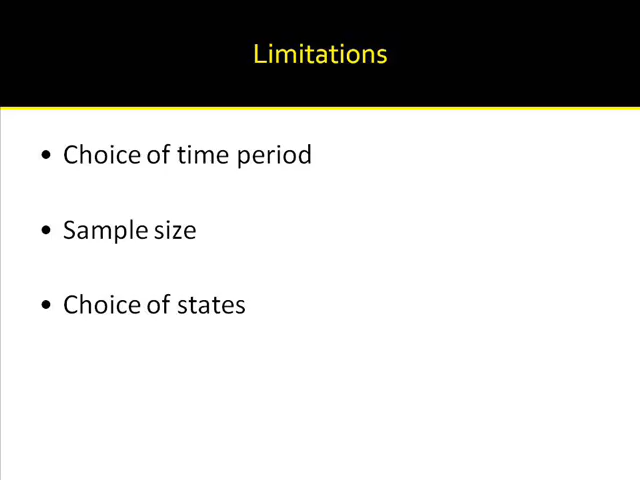 Limitations
• Choice of time period
• Sample size
• Choice of states